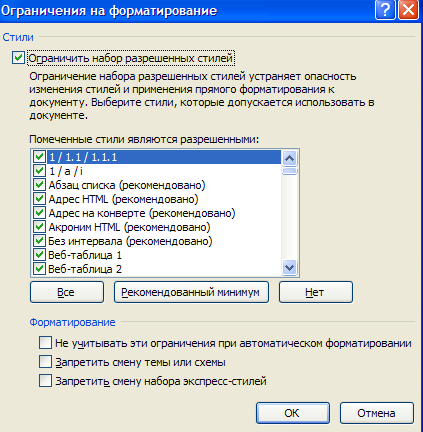 Ограничения на форматирование
Стили
Ограничить набор разрешенных стилей
Ограничение набора разрешенных стилей устраняет опасность
изменения стилей и применения прямого форматирования к
документу. Выберите стили, которые допускается использовать в
документе.
Помеченные стили являются разрешенными:
1 / 1.1 / 1.1.1
1 / a / i
Абзац списка (рекомендовано)
Адрес HTML (рекомендовано)
Адрес на конверте (рекомендовано)
Акроним HTML (рекомендовано)
Без интервала (рекомендовано)
Веб-таблица 1
Веб-таблица 2
Все Рекомендованный минимум Нет
Форматирование
Не учитывать эти ограничения при автоматическом форматировании
Запретить смену темы или схемы
Запретить смену набора экспресс-стилей
ОК Отмена